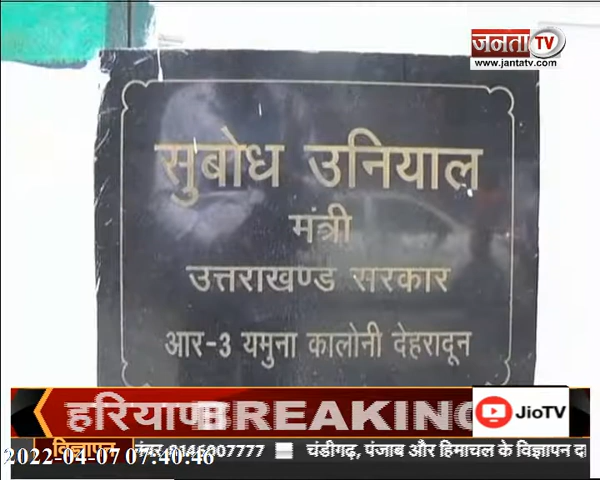 जनता TV
www.jantatv.com
सुबोध उनियाल
मंत्री
उत्तराखण्ड सरकार
आर-3 यमुना कालोनी देहरादून
हरियाणा BREAKING
JioTV
विज्ञापन
चंडीगढ़, पंजाब और हिमाचल के विज्ञापन
2022-04-07 07:40:46